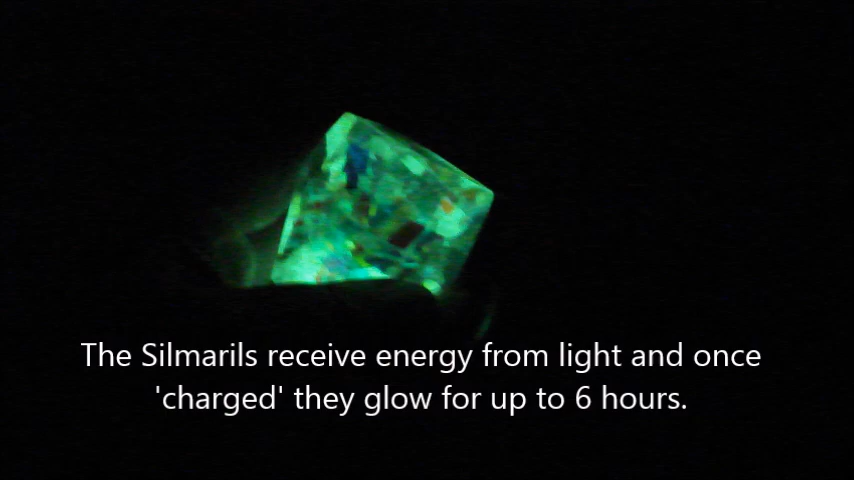 The Silmarils receive energy from light and once
'charged' they glow for up to 6 hours.